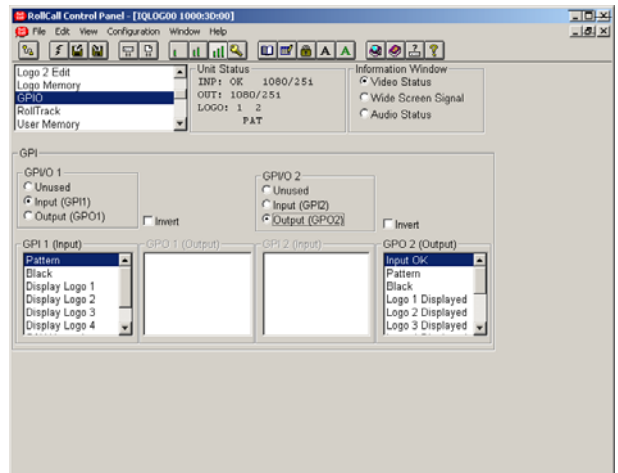 RollCall Control Panel - [IQLOG00 1000:3D:00]
File Edit View Configuration Window Help
Logo 2 Edit
Logo Memory
GPIO
RollTrack
User Memory
Unit Status
INP: OK 1080/25i
OUT: 1080/25i
LOGO: 1 2
PAT
Information Window
Video Status
Wide Screen Signal
Audio Status
GPI
GPI/O 1
Unused
Input (GPI1)
Output (GPO1)
Invert
GPI/O 2
Unused
Input (GPI2)
Output (GPO2)
Invert
GPI 1 (Input)
Pattern
Black
Display Logo 1
Display Logo 2
Display Logo 3
Display Logo 4
GPO 1 (Output)
GPI 2 (Input)
GPO 2 (Output)
Input OK
Pattern
Black
Logo 1 Displayed
Logo 2 Displayed
Logo 3 Displayed